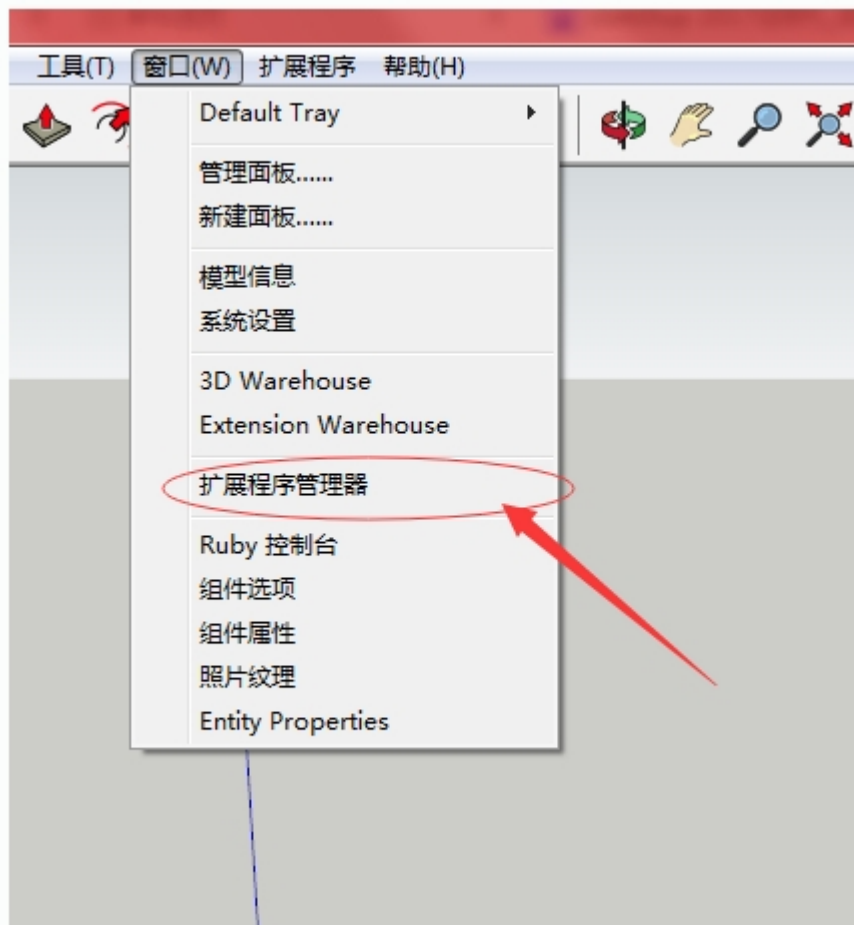 工具(T) 窗口(W) 扩展程序 帮助(H)
Default Tray
管理面板......
新建面板......
模型信息
系统设置
3D Warehouse
Extension Warehouse
扩展程序管理器
Ruby 控制台
组件选项
组件属性
照片纹理
Entity Properties